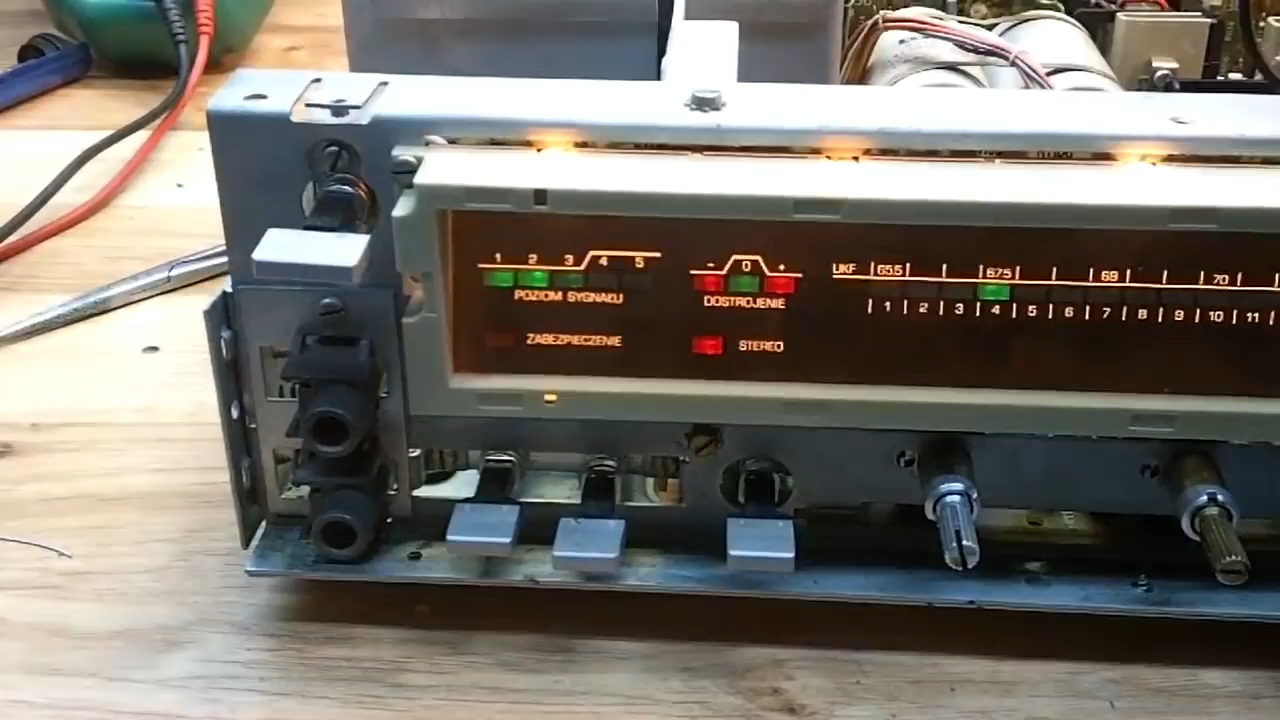 1 2 3 4 5
POZIOM SYGNAŁU
ZABEZPIECZENIE
- 0 +
DOSTROJENIE
STEREO
UKF 65.5 67.5 69 70
1 2 3 4 5 6 7 8 9 10 11